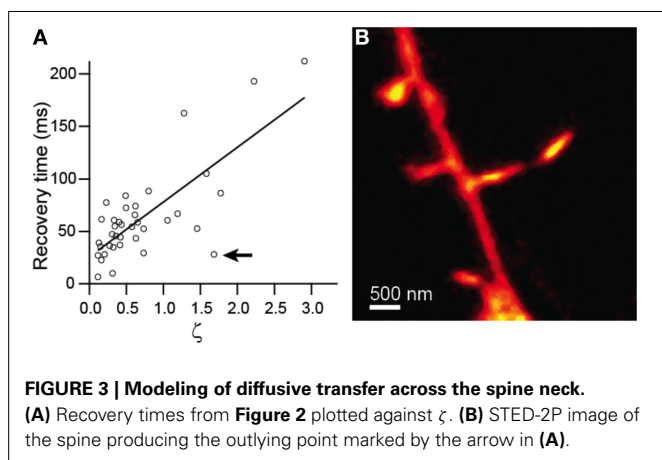 A
B
Recovery time (ms)
200
150
100
50
0
0.0 0.5 1.0 1.5 2.0 2.5 3.0
ζ
500 nm
FIGURE 3 | Modeling of diffusive transfer across the spine neck.
(A) Recovery times from Figure 2 plotted against ζ. (B) STED-2P image of
the spine producing the outlying point marked by the arrow in (A).